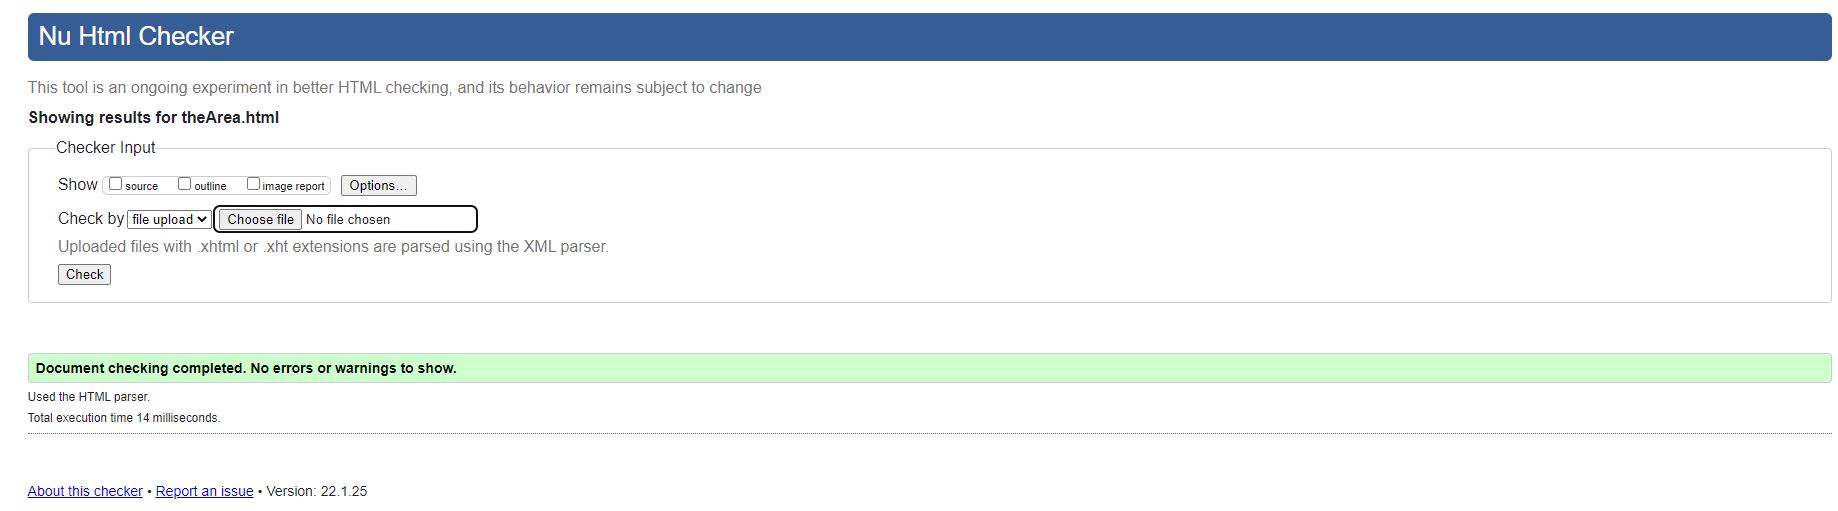 Nu Html Checker
This tool is an ongoing experiment in better HTML checking, and its behavior remains subject to change
Showing results for theArea.html
Checker Input
Show source outline image report Options...
Check by file upload Choose file No file chosen
Uploaded files with .xhtml or .xht extensions are parsed using the XML parser.
Check
Document checking completed. No errors or warnings to show.
Used the HTML parser.
Total execution time 14 milliseconds.
About this checker • Report an issue • Version: 22.1.25